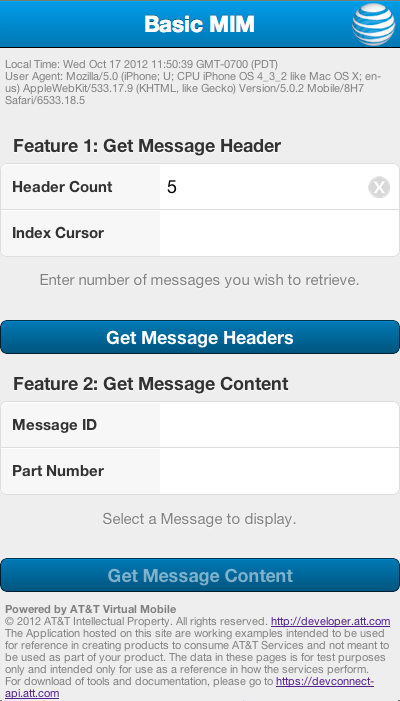 Basic MIM
Local Time: Wed Oct 17 2012 11:50:39 GMT-0700 (PDT)
User Agent: Mozilla/5.0 (iPhone; U; CPU iPhone OS 4_3_2 like Mac OS X; en-
us) AppleWebKit/533.17.9 (KHTML, like Gecko) Version/5.0.2 Mobile/8H7
Safari/6533.18.5
Feature 1: Get Message Header
Header Count 5 X
Index Cursor
Enter number of messages you wish to retrieve.
Get Message Headers
Feature 2: Get Message Content
Message ID
Part Number
Select a Message to display.
Get Message Content
Powered by AT&T Virtual Mobile
© 2012 AT&T Intellectual Property. All rights reserved. http://developer.att.com
The Application hosted on this site are working examples intended to be used
for reference in creating products to consume AT&T Services and not meant to
be used as part of your product. The data in these pages is for test purposes
only and intended only for use as a reference in how the services perform.
For download of tools and documentation, please go to https://devconnect-
api.att.com